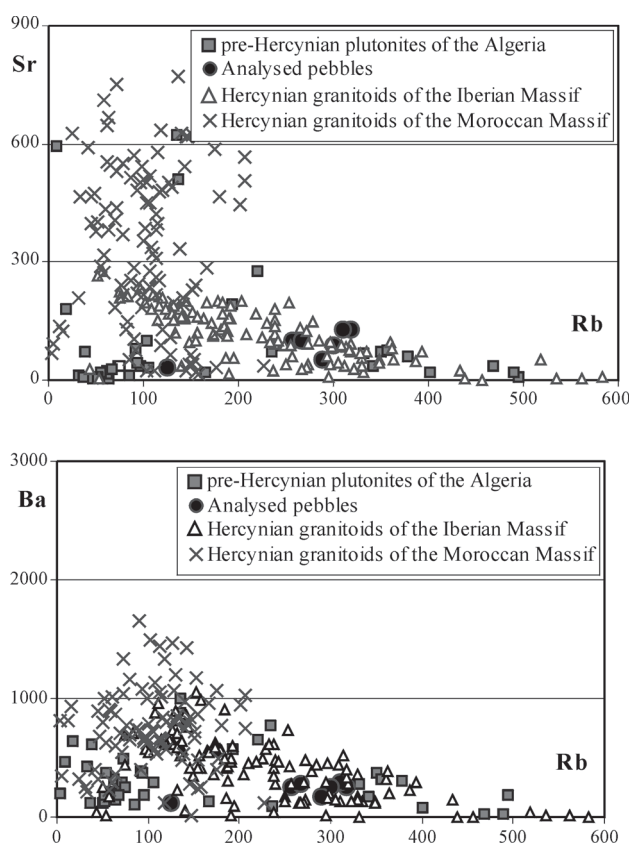 900
Sr
pre-Hercynian plutonites of the Algeria
Analysed pebbles
Hercynian granitoids of the Iberian Massif
Hercynian granitoids of the Moroccan Massif
600
300
Rb
0
0 100 200 300 400 500 600
3000
Ba
pre-Hercynian plutonites of the Algeria
Analysed pebbles
Hercynian granitoids of the Iberian Massif
Hercynian granitoids of the Moroccan Massif
2000
1000
Rb
0
0 100 200 300 400 500 600